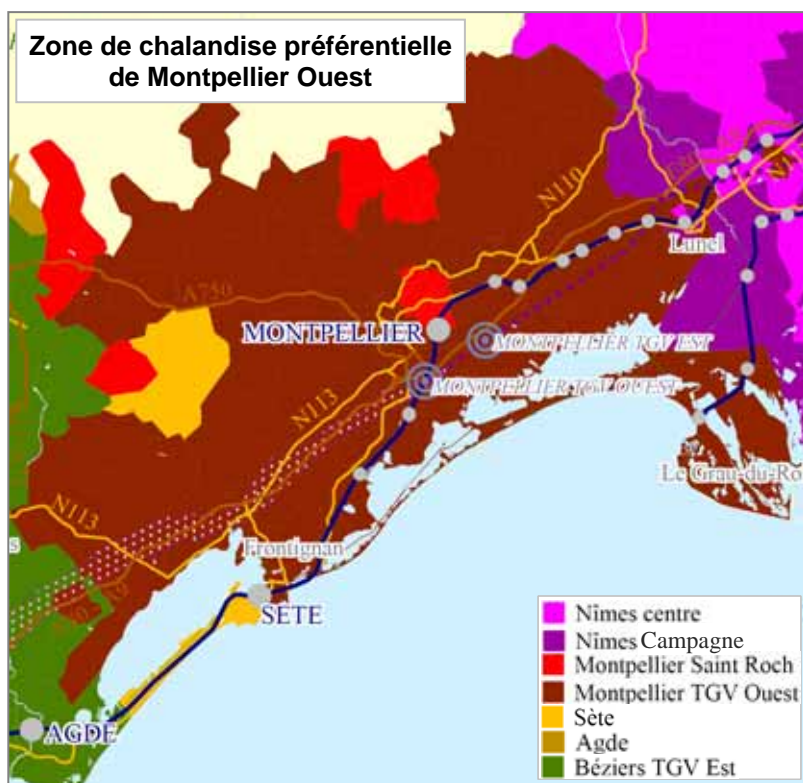 Zone de chalandise préférentielle
de Montpellier Ouest
N110
Lunel
A750
MONTPELLIER
MONTPELLIER TGV EST
MONTPELLIER TGV OUEST
N113
Le Grau-du-Ro
N113
s
Frontignan
SETE
AGDE
Nîmes centre
Nîmes Campagne
Montpellier Saint Roch
Montpellier TGV Ouest
Sète
Agde
Béziers TGV Est